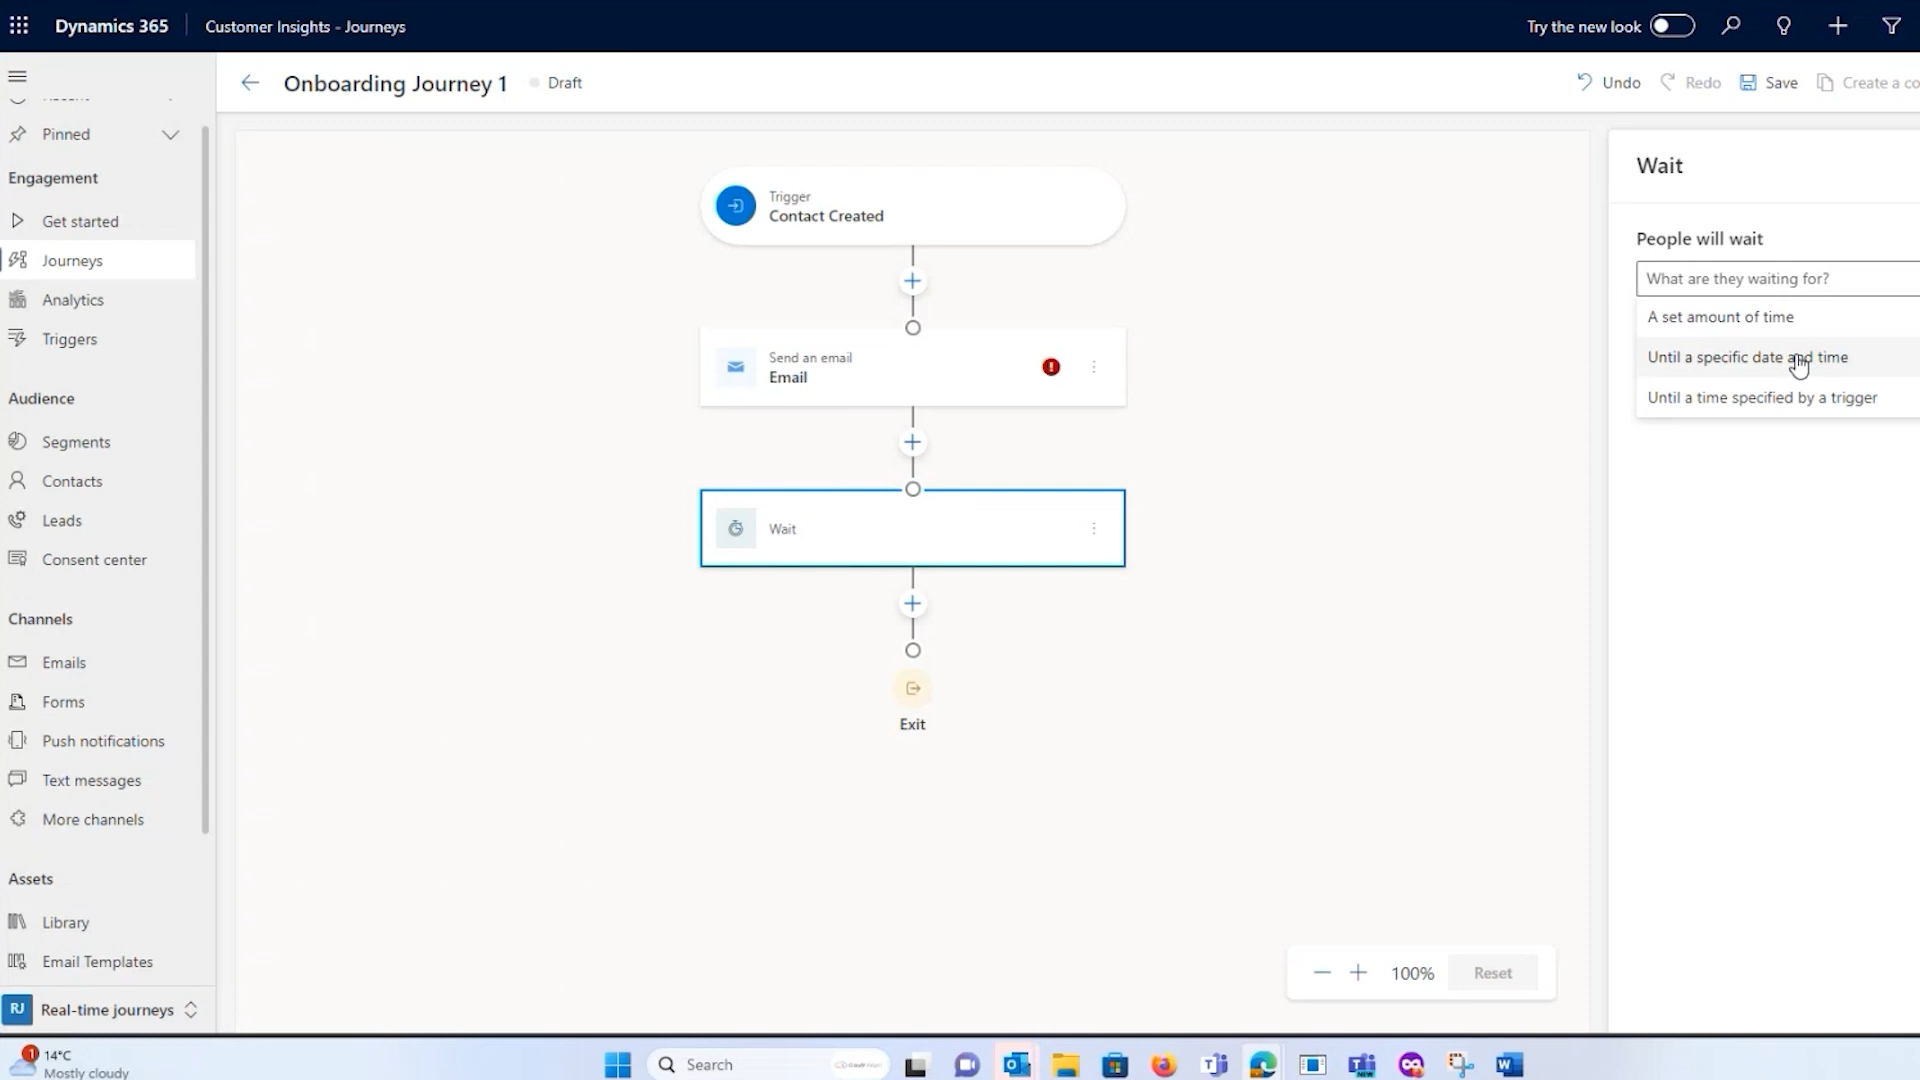 Dynamics 365
Customer Insights - Journeys
Try the new look
Onboarding Journey 1
Draft
Undo
Redo
Save
Create a co
Pinned
Engagement
Get started
Journeys
Analytics
Triggers
Audience
Segments
Contacts
Leads
Consent center
Channels
Emails
Forms
Push notifications
Text messages
More channels
Assets
Library
Email Templates
RJ
Real-time journeys
Trigger
Contact Created
Send an email
Email
Wait
Exit
100%
Reset
Wait
People will wait
What are they waiting for?
A set amount of time
Until a specific date and time
Until a time specified by a trigger
1
14°C
Mostly cloudy
Search
NEW